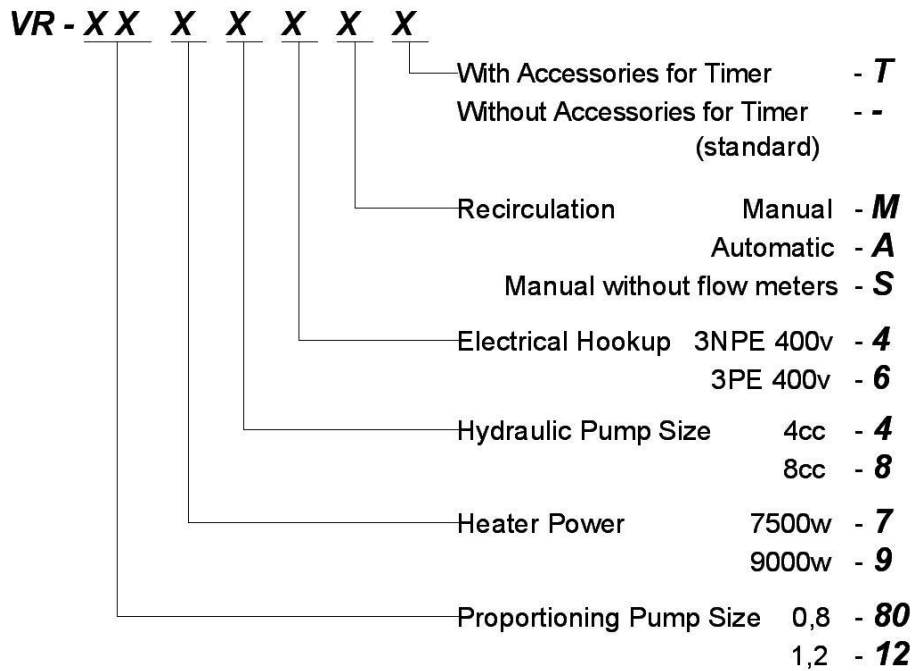 VR - XX X X X X X
With Accessories for Timer - T
Without Accessories for Timer - -
(standard)
Recirculation Manual - M
Automatic - A
Manual without flow meters - S
Electrical Hookup 3NPE 400v - 4
3PE 400v - 6
Hydraulic Pump Size 4cc - 4
8cc - 8
Heater Power 7500w - 7
9000w - 9
Proportioning Pump Size 0,8 - 80
1,2 - 12